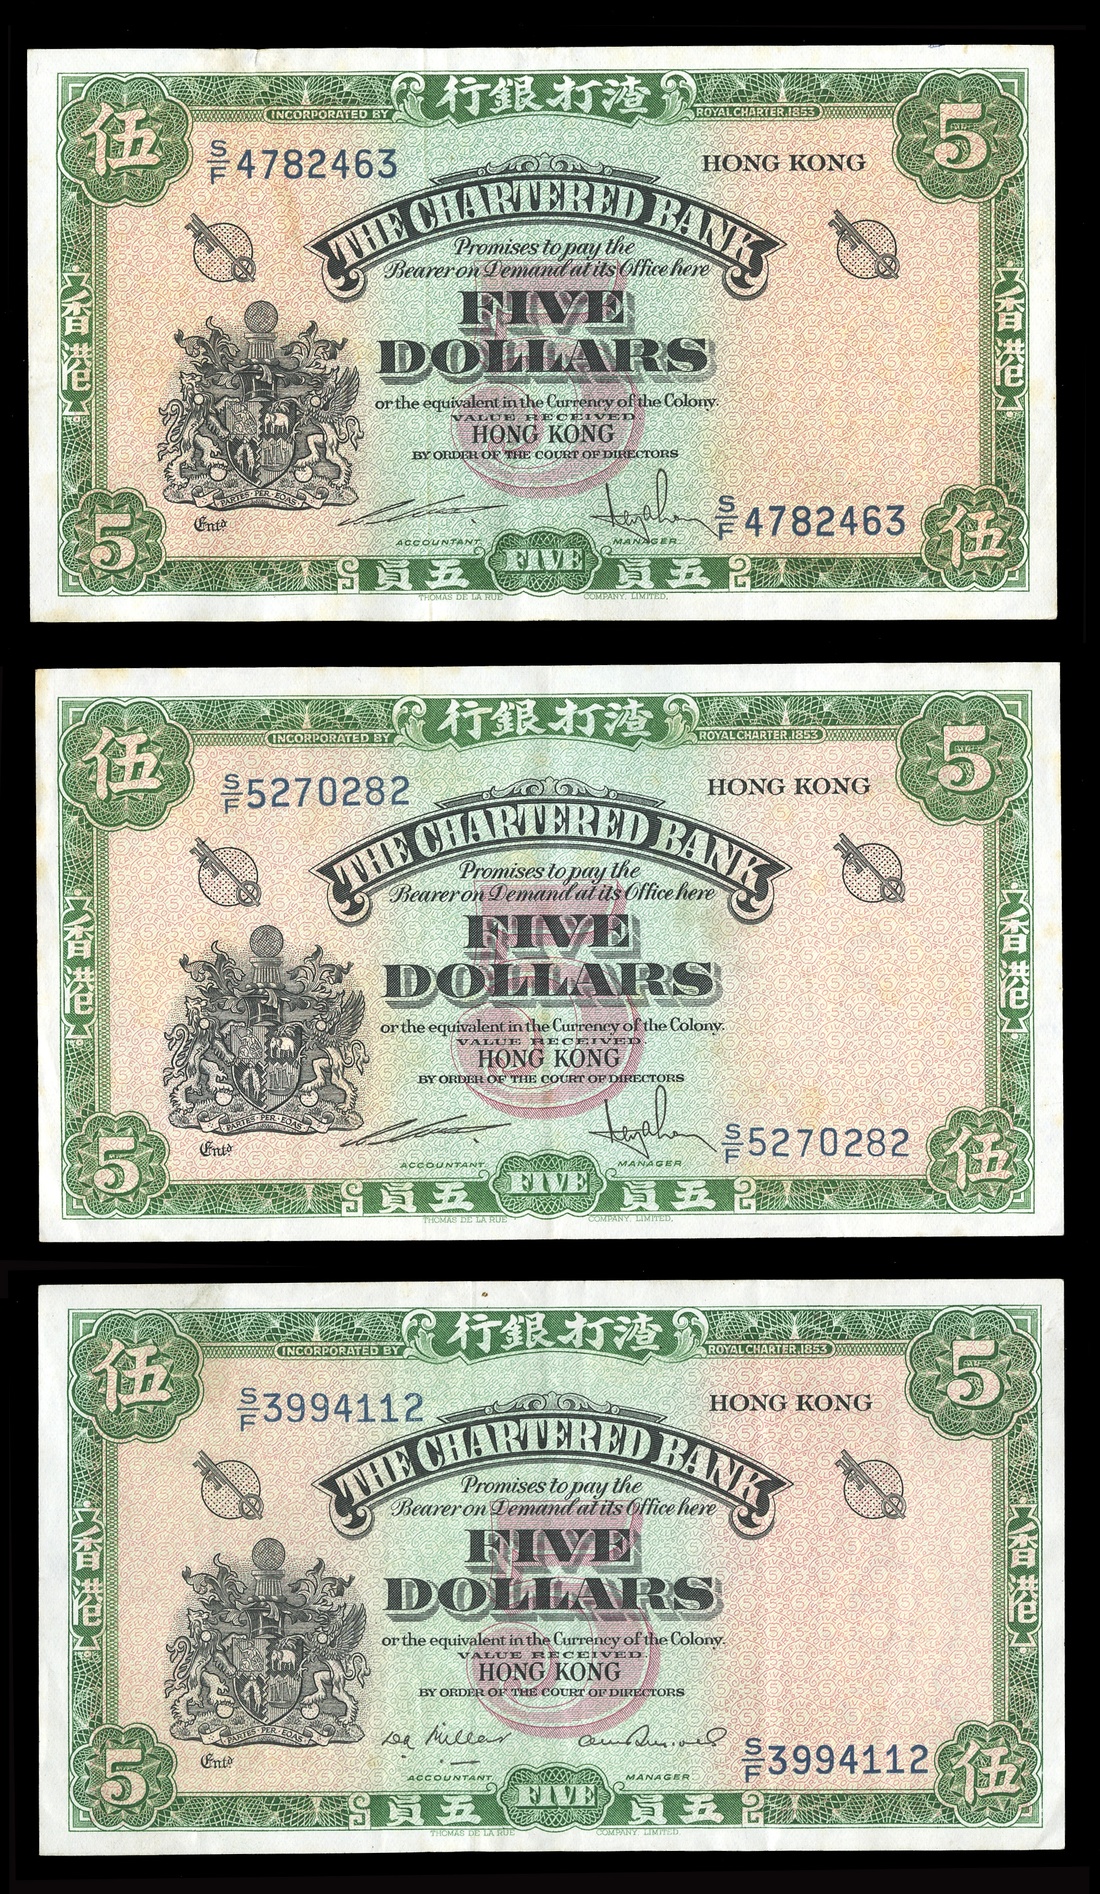 行銀打渣
伍 INCORPORATED BY ROYAL CHARTER, 1853 5
S/F 4782463 HONG KONG
THE CHARTERED BANK
Promises to pay the
Bearer on Demand at its Office here
香港 FIVE 香港
DOLLARS
or the equivalent in the Currency of the Colony.
VALUE RECEIVED
HONG KONG
BY ORDER OF THE COURT OF DIRECTORS
PARTES·PER·EOAS
Entd
S/F 4782463
5 ACCOUNTANT MANAGER 伍
員五 FIVE 員五
THOMAS DE LA RUE COMPANY, LIMITED.
行銀打渣
伍 INCORPORATED BY ROYAL CHARTER, 1853 5
S/F 5270282 HONG KONG
THE CHARTERED BANK
Promises to pay the
Bearer on Demand at its Office here
香港 FIVE 香港
DOLLARS
or the equivalent in the Currency of the Colony.
VALUE RECEIVED
HONG KONG
BY ORDER OF THE COURT OF DIRECTORS
PARTES·PER·EOAS
Entd
S/F 5270282
5 ACCOUNTANT MANAGER 伍
員五 FIVE 員五
THOMAS DE LA RUE COMPANY, LIMITED.
行銀打渣
伍 INCORPORATED BY ROYAL CHARTER, 1853 5
S/F 3994112 HONG KONG
THE CHARTERED BANK
Promises to pay the
Bearer on Demand at its Office here
香港 FIVE 香港
DOLLARS
or the equivalent in the Currency of the Colony.
VALUE RECEIVED
HONG KONG
BY ORDER OF THE COURT OF DIRECTORS
PARTES·PER·EOAS
Entd
S/F 3994112
5 ACCOUNTANT MANAGER 伍
員五 FIVE 員五
THOMAS DE LA RUE COMPANY, LIMITED.